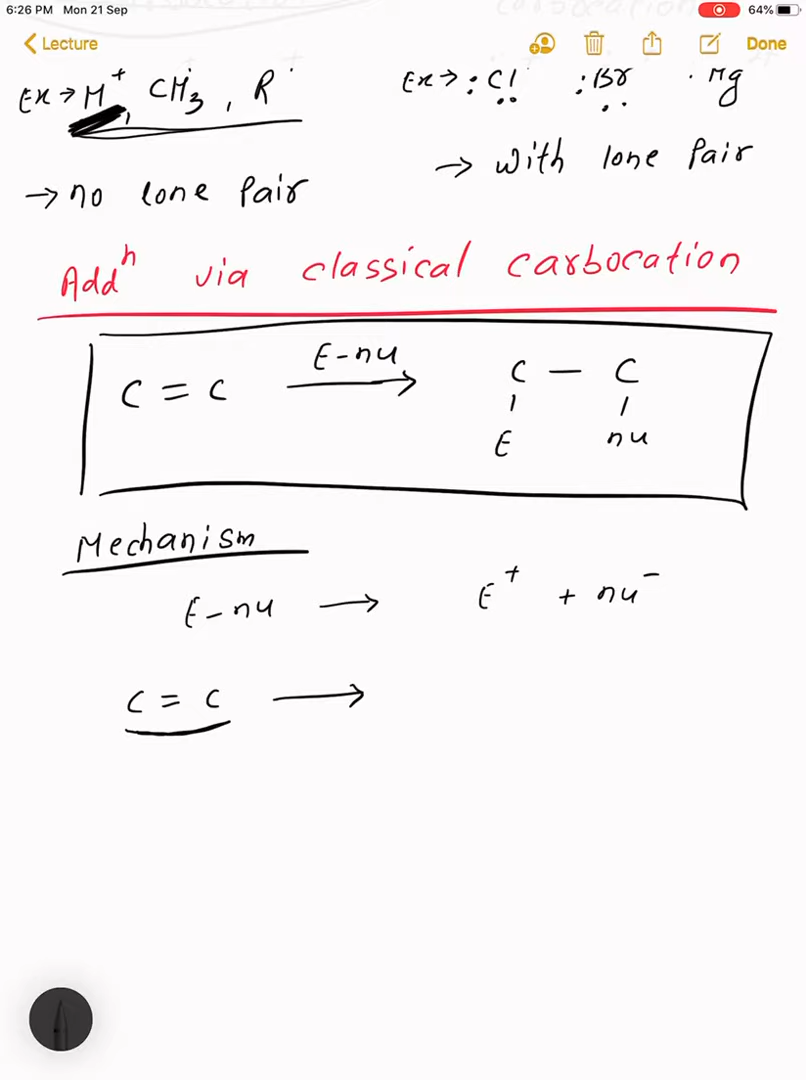 6:26 PM Mon 21 Sep 64%
Lecture Done
Ex → H⁺, CH₃, R
→ no lone pair
Ex → :Cl :Br Mg
→ with lone pair
Addⁿ via classical carbocation
C = C E-nu → C — C
E nu
Mechanism
E-nu → E⁺ + nu⁻
C = C →